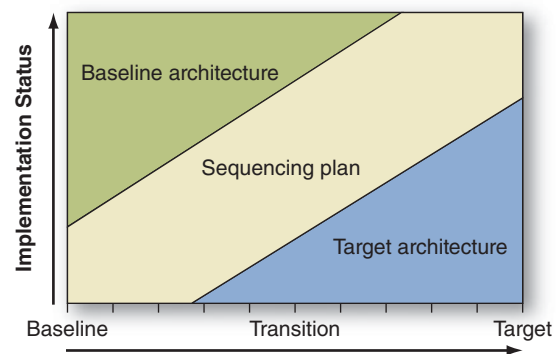 Implementation Status
Baseline architecture
Sequencing plan
Target architecture
Baseline
Transition
Target